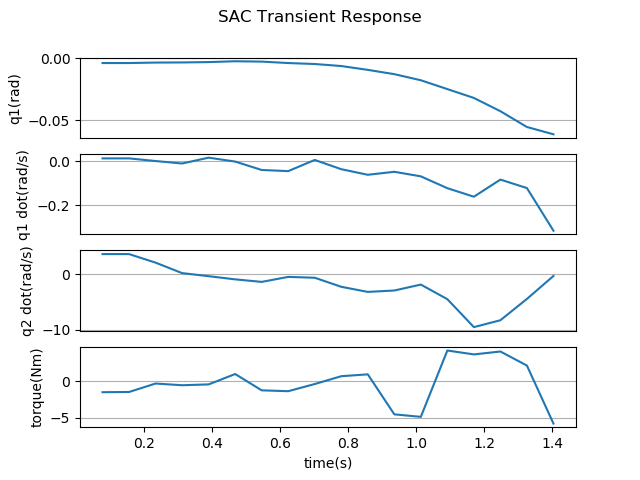 SAC Transient Response
0.00
−0.05
q1(rad)
0.0
−0.2
q1 dot(rad/s)
0
−10
q2 dot(rad/s)
0
−5
torque(Nm)
0.2 0.4 0.6 0.8 1.0 1.2 1.4
time(s)